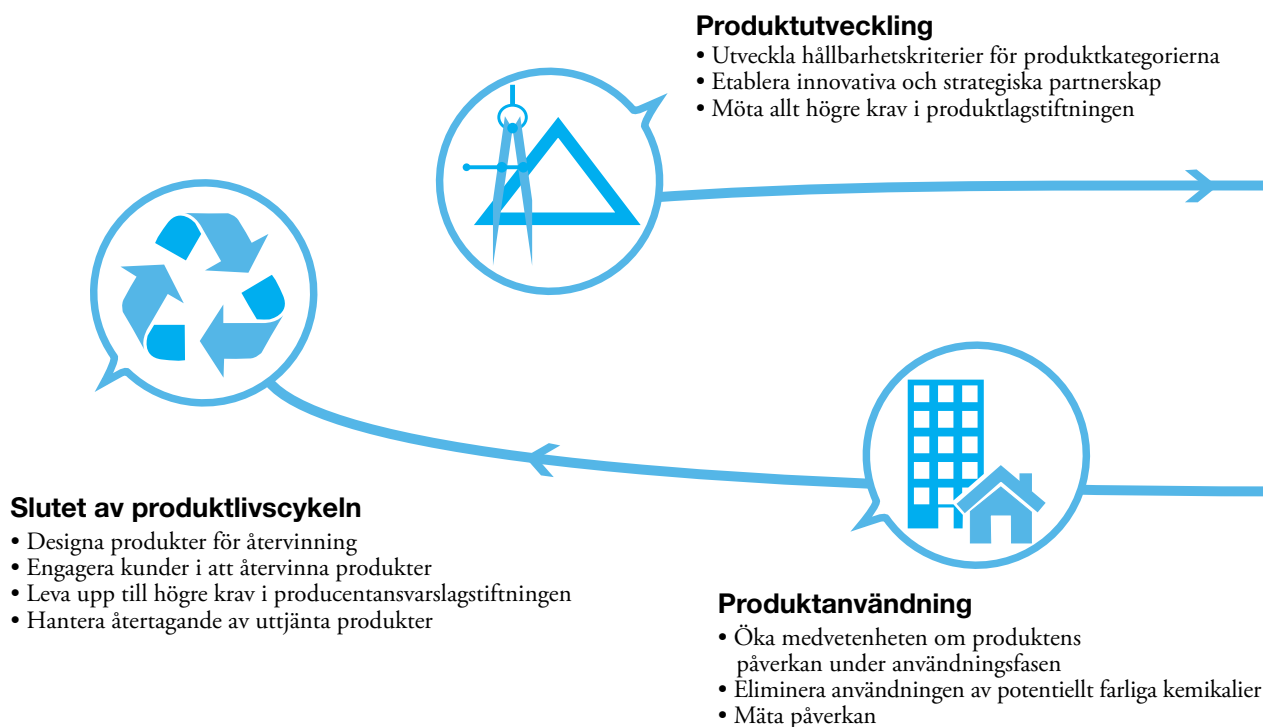 Produktutveckling
• Utveckla hållbarhetskriterier för produktkategorierna
• Etablera innovativa och strategiska partnerskap
• Möta allt högre krav i produktlagstiftningen
Slutet av produktlivscykeln
• Designa produkter för återvinning
• Engagera kunder i att återvinna produkter
• Leva upp till högre krav i producentansvarslagstiftningen
• Hantera återtagande av uttjänta produkter
Produktanvändning
• Öka medvetenheten om produktens
påverkan under användningsfasen
• Eliminera användningen av potentiellt farliga kemikalier
• Mäta påverkan